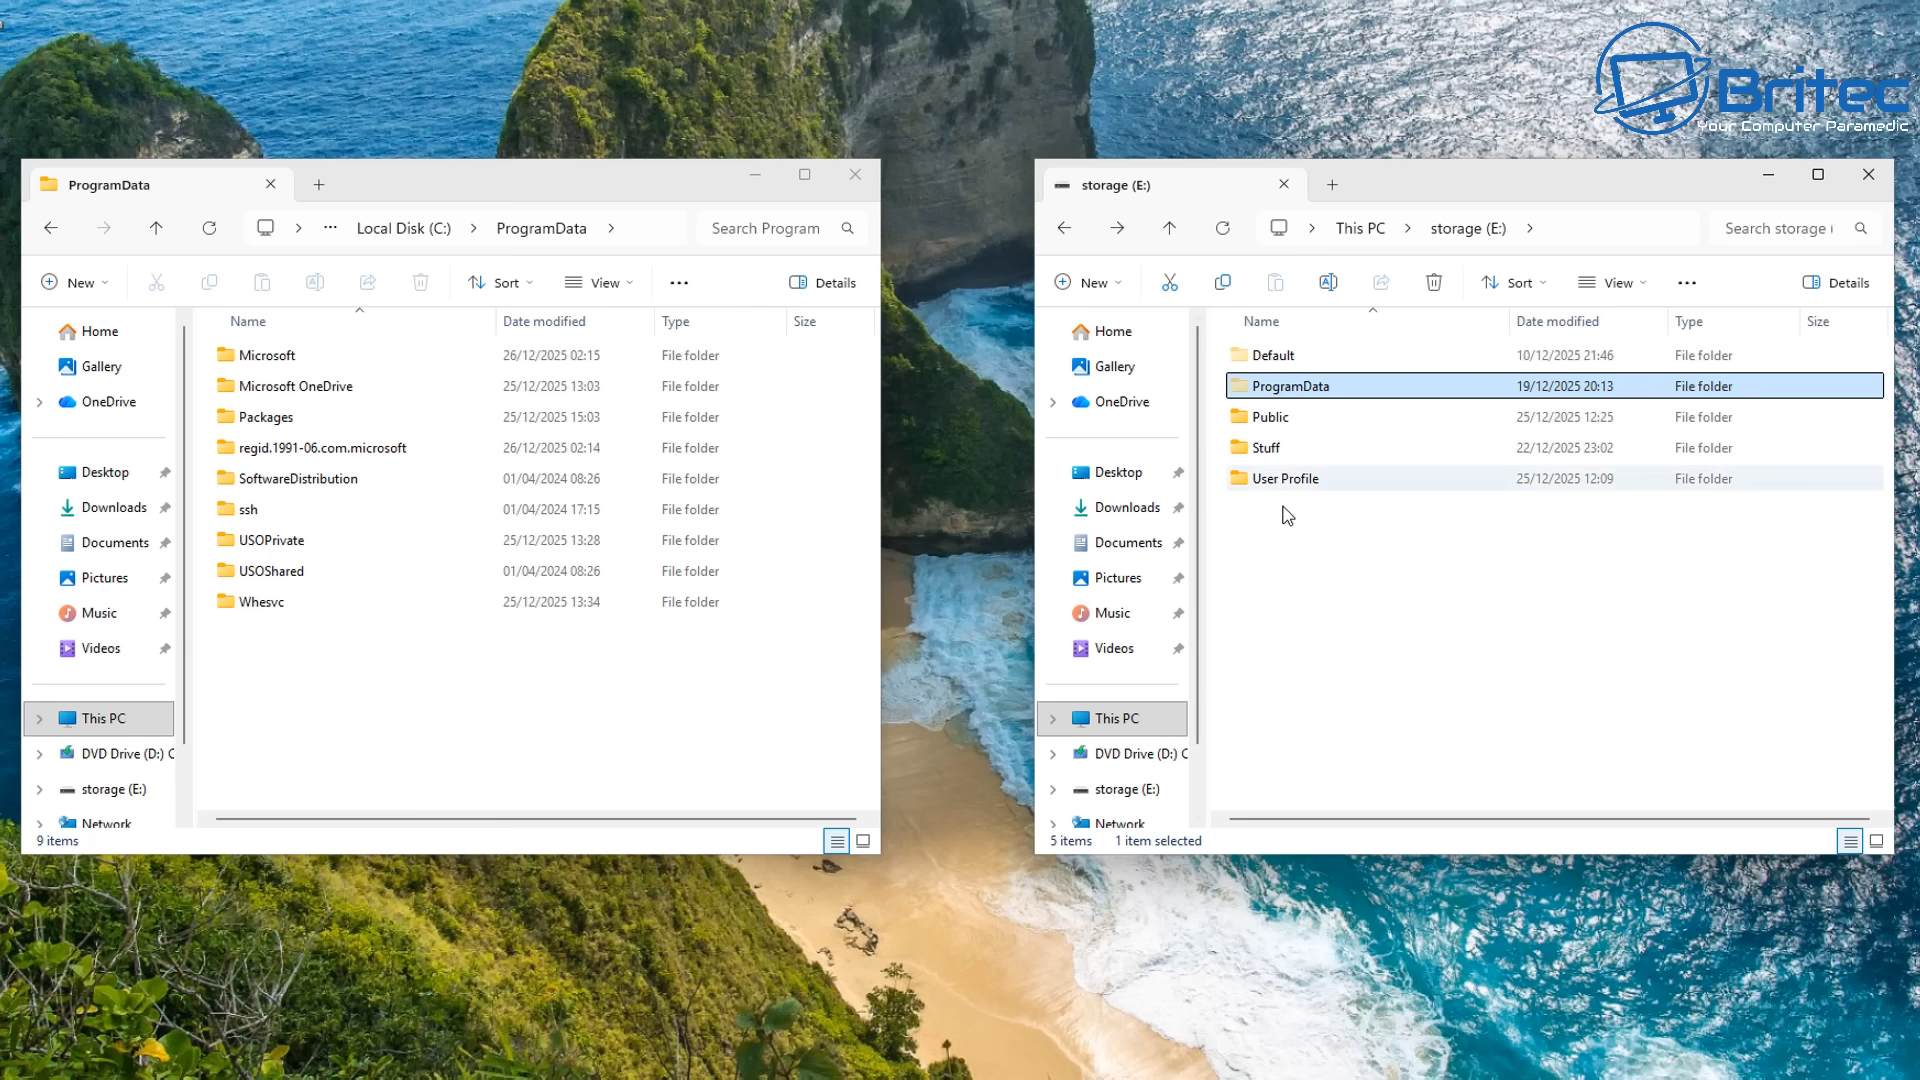 Britec
Your Computer Paramedic
ProgramData
Local Disk (C:)
ProgramData
Search Program
New
Sort
View
Details
Name
Date modified
Type
Size
Home
Gallery
OneDrive
Desktop
Downloads
Documents
Pictures
Music
Videos
This PC
DVD Drive (D:) C
storage (E:)
Network
Microsoft 26/12/2025 02:15 File folder
Microsoft OneDrive 25/12/2025 13:03 File folder
Packages 25/12/2025 15:03 File folder
regid.1991-06.com.microsoft 26/12/2025 02:14 File folder
SoftwareDistribution 01/04/2024 08:26 File folder
ssh 01/04/2024 17:15 File folder
USOPrivate 25/12/2025 13:28 File folder
USOShared 01/04/2024 08:26 File folder
Whesvc 25/12/2025 13:34 File folder
9 items
storage (E:)
This PC
storage (E:)
Search storage (
New
Sort
View
Details
Name
Date modified
Type
Size
Home
Gallery
OneDrive
Desktop
Downloads
Documents
Pictures
Music
Videos
This PC
DVD Drive (D:) C
storage (E:)
Network
Default 10/12/2025 21:46 File folder
ProgramData 19/12/2025 20:13 File folder
Public 25/12/2025 12:25 File folder
Stuff 22/12/2025 23:02 File folder
User Profile 25/12/2025 12:09 File folder
5 items 1 item selected